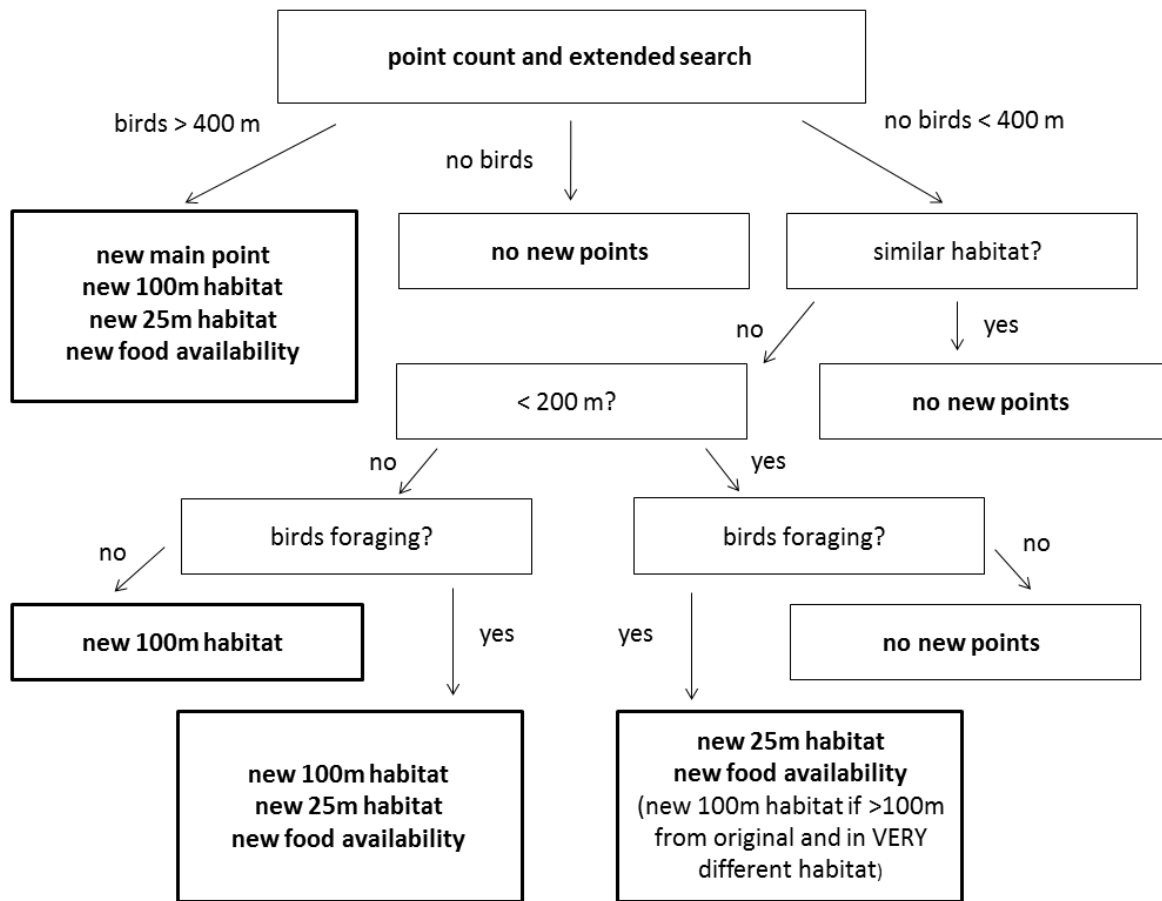 point count and extended search
birds > 400 m
no birds
no birds < 400 m
new main point
new 100m habitat
new 25m habitat
new food availability
no new points
similar habitat?
no
yes
< 200 m?
no new points
no
yes
birds foraging?
birds foraging?
no
no
new 100m habitat
yes
yes
no new points
new 100m habitat
new 25m habitat
new food availability
new 25m habitat
new food availability
(new 100m habitat if >100m
from original and in VERY
different habitat)